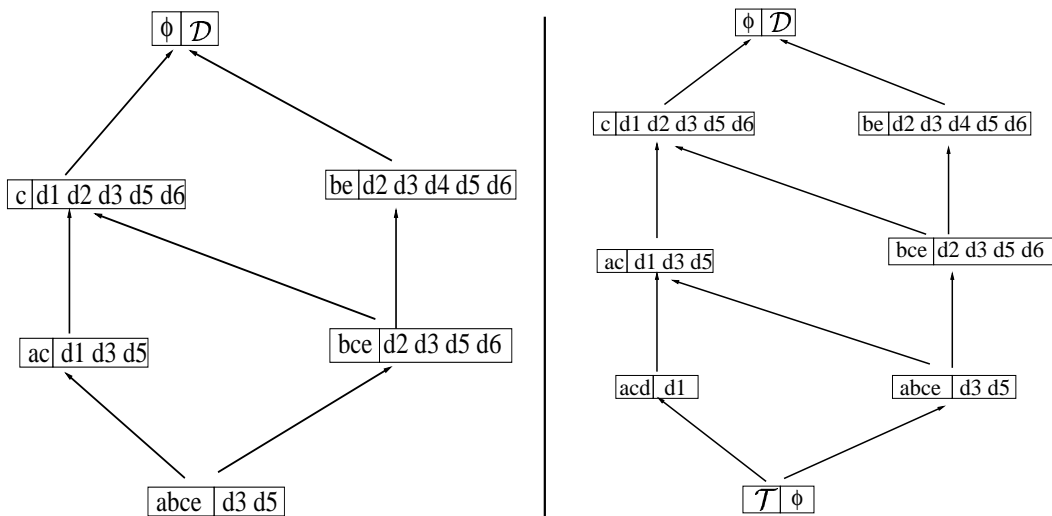 ϕ 𝒟
c d1 d2 d3 d5 d6
be d2 d3 d4 d5 d6
ac d1 d3 d5
bce d2 d3 d5 d6
abce d3 d5
ϕ 𝒟
c d1 d2 d3 d5 d6
be d2 d3 d4 d5 d6
ac d1 d3 d5
bce d2 d3 d5 d6
acd d1
abce d3 d5
𝒯 ϕ